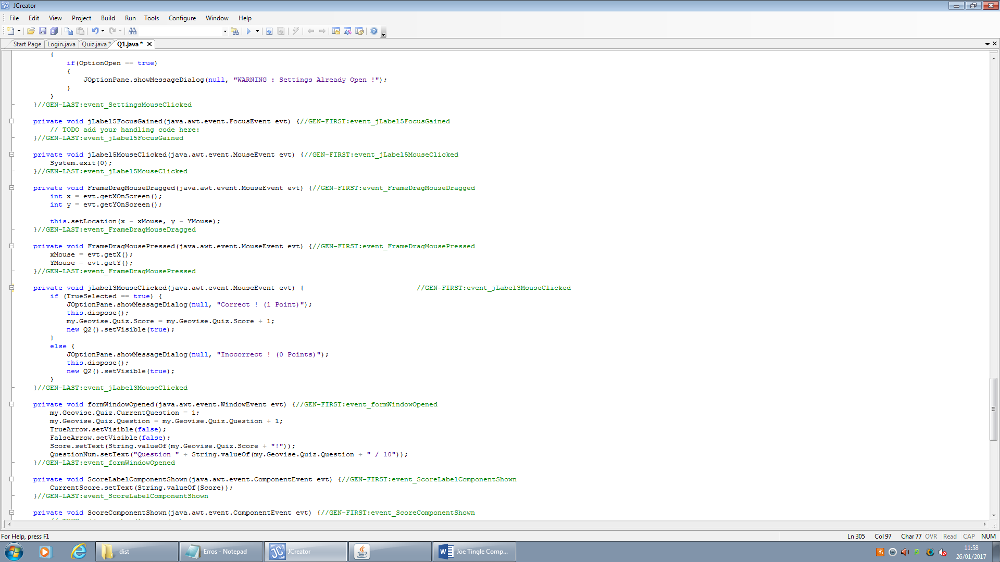 JCreator
File Edit View Project Build Run Tools Configure Window Help
Start Page Login.java Quiz.java * Q1.java *
{
if(OptionOpen == true)
{
JOptionPane.showMessageDialog(null, "WARNING : Settings Already Open !");
}
}
}//GEN-LAST:event_SettingsMouseClicked
private void jLabel5FocusGained(java.awt.event.FocusEvent evt) {//GEN-FIRST:event_jLabel5FocusGained
// TODO add your handling code here:
}//GEN-LAST:event_jLabel5FocusGained
private void jLabel5MouseClicked(java.awt.event.MouseEvent evt) {//GEN-FIRST:event_jLabel5MouseClicked
System.exit(0);
}//GEN-LAST:event_jLabel5MouseClicked
private void FrameDragMouseDragged(java.awt.event.MouseEvent evt) {//GEN-FIRST:event_FrameDragMouseDragged
int x = evt.getXOnScreen();
int y = evt.getYOnScreen();
this.setLocation(x - xMouse, y - YMouse);
}//GEN-LAST:event_FrameDragMouseDragged
private void FrameDragMousePressed(java.awt.event.MouseEvent evt) {//GEN-FIRST:event_FrameDragMousePressed
xMouse = evt.getX();
YMouse = evt.getY();
}//GEN-LAST:event_FrameDragMousePressed
private void jLabel3MouseClicked(java.awt.event.MouseEvent evt) { //GEN-FIRST:event_jLabel3MouseClicked
if (TrueSelected == true) {
JOptionPane.showMessageDialog(null, "Correct ! (1 Point)");
this.dispose();
my.Geovise.Quiz.Score = my.Geovise.Quiz.Score + 1;
new Q2().setVisible(true);
}
else {
JOptionPane.showMessageDialog(null, "Inccorrect ! (0 Points)");
this.dispose();
new Q2().setVisible(true);
}
}//GEN-LAST:event_jLabel3MouseClicked
private void formWindowOpened(java.awt.event.WindowEvent evt) {//GEN-FIRST:event_formWindowOpened
my.Geovise.Quiz.CurrentQuestion = 1;
my.Geovise.Quiz.Question = my.Geovise.Quiz.Question + 1;
TrueArrow.setVisible(false);
FalseArrow.setVisible(false);
Score.setText(String.valueOf(my.Geovise.Quiz.Score + "!"));
QuestionNum.setText("Question " + String.valueOf(my.Geovise.Quiz.Question + " / 10"));
}//GEN-LAST:event_formWindowOpened
private void ScoreLabelComponentShown(java.awt.event.ComponentEvent evt) {//GEN-FIRST:event_ScoreLabelComponentShown
CurrentScore.setText(String.valueOf(Score));
}//GEN-LAST:event_ScoreLabelComponentShown
private void ScoreComponentShown(java.awt.event.ComponentEvent evt) {//GEN-FIRST:event_ScoreComponentShown
For Help, press F1
Ln 305 Col 97 Char 77 OVR Read CAP NUM
dist Erros - Notepad JCreator Joe Tingle Comp...
11:58
26/01/2017